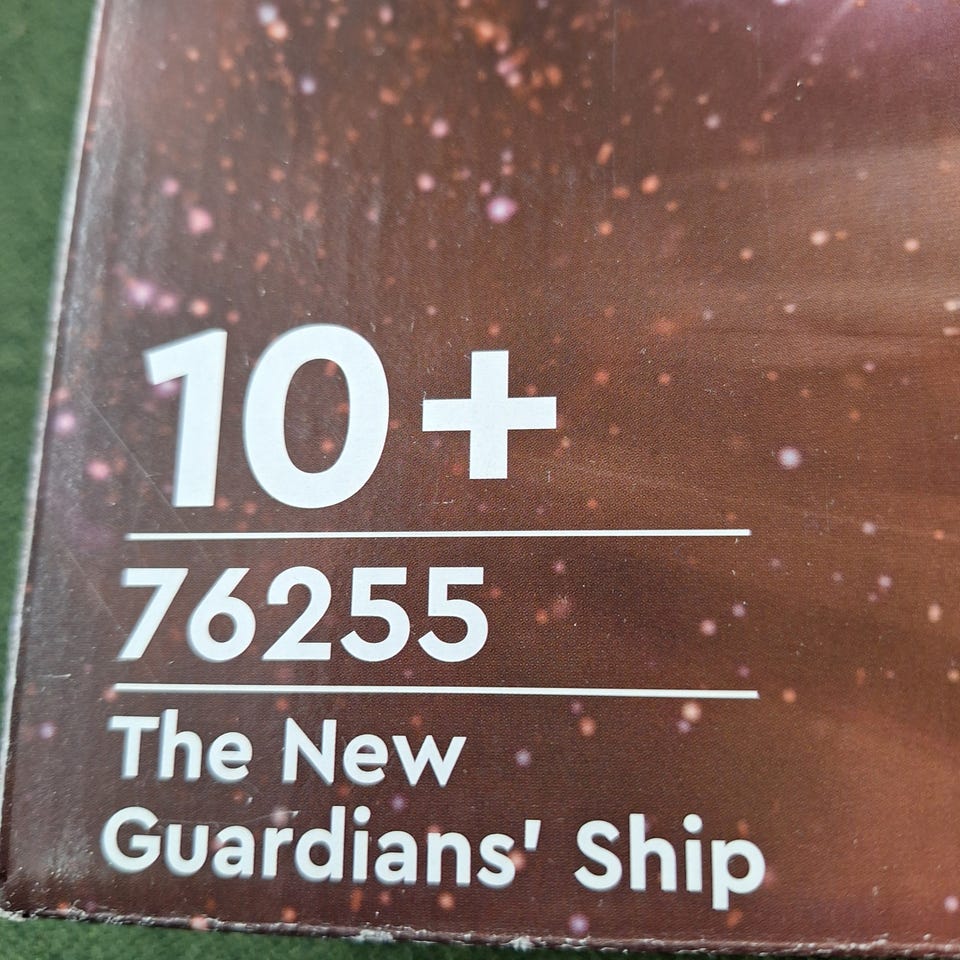 10+
76255
The New
Guardians' Ship